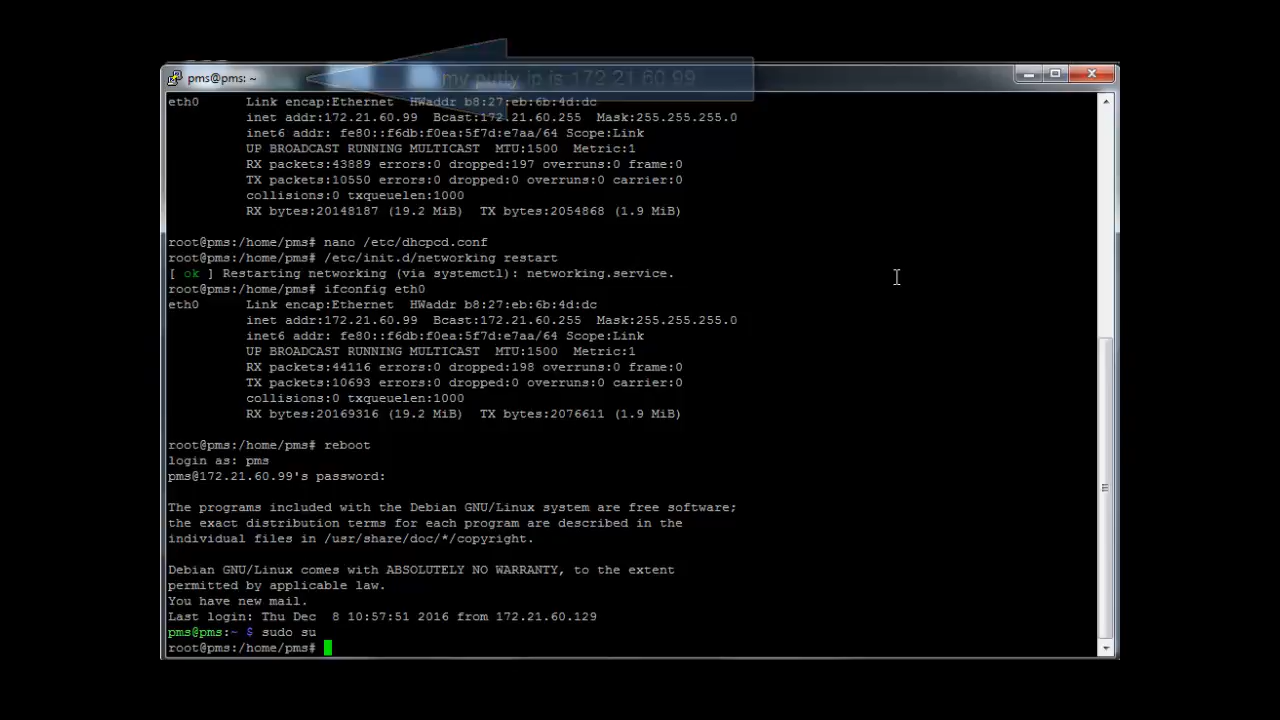 pms@pms: ~
my putty ip is 172.21.60.99
eth0 Link encap:Ethernet HWaddr b8:27:eb:6b:4d:dc
inet addr:172.21.60.99 Bcast:172.21.60.255 Mask:255.255.255.0
inet6 addr: fe80::f6db:f0ea:5f7d:e7aa/64 Scope:Link
UP BROADCAST RUNNING MULTICAST MTU:1500 Metric:1
RX packets:43889 errors:0 dropped:197 overruns:0 frame:0
TX packets:10550 errors:0 dropped:0 overruns:0 carrier:0
collisions:0 txqueuelen:1000
RX bytes:20148187 (19.2 MiB) TX bytes:2054868 (1.9 MiB)
root@pms:/home/pms# nano /etc/dhcpcd.conf
root@pms:/home/pms# /etc/init.d/networking restart
[ ok ] Restarting networking (via systemctl): networking.service.
root@pms:/home/pms# ifconfig eth0
eth0 Link encap:Ethernet HWaddr b8:27:eb:6b:4d:dc
inet addr:172.21.60.99 Bcast:172.21.60.255 Mask:255.255.255.0
inet6 addr: fe80::f6db:f0ea:5f7d:e7aa/64 Scope:Link
UP BROADCAST RUNNING MULTICAST MTU:1500 Metric:1
RX packets:44116 errors:0 dropped:198 overruns:0 frame:0
TX packets:10693 errors:0 dropped:0 overruns:0 carrier:0
collisions:0 txqueuelen:1000
RX bytes:20169316 (19.2 MiB) TX bytes:2076611 (1.9 MiB)
root@pms:/home/pms# reboot
login as: pms
pms@172.21.60.99's password:
The programs included with the Debian GNU/Linux system are free software;
the exact distribution terms for each program are described in the
individual files in /usr/share/doc/*/copyright.
Debian GNU/Linux comes with ABSOLUTELY NO WARRANTY, to the extent
permitted by applicable law.
You have new mail.
Last login: Thu Dec 8 10:57:51 2016 from 172.21.60.129
pms@pms:~ $ sudo su
root@pms:/home/pms#